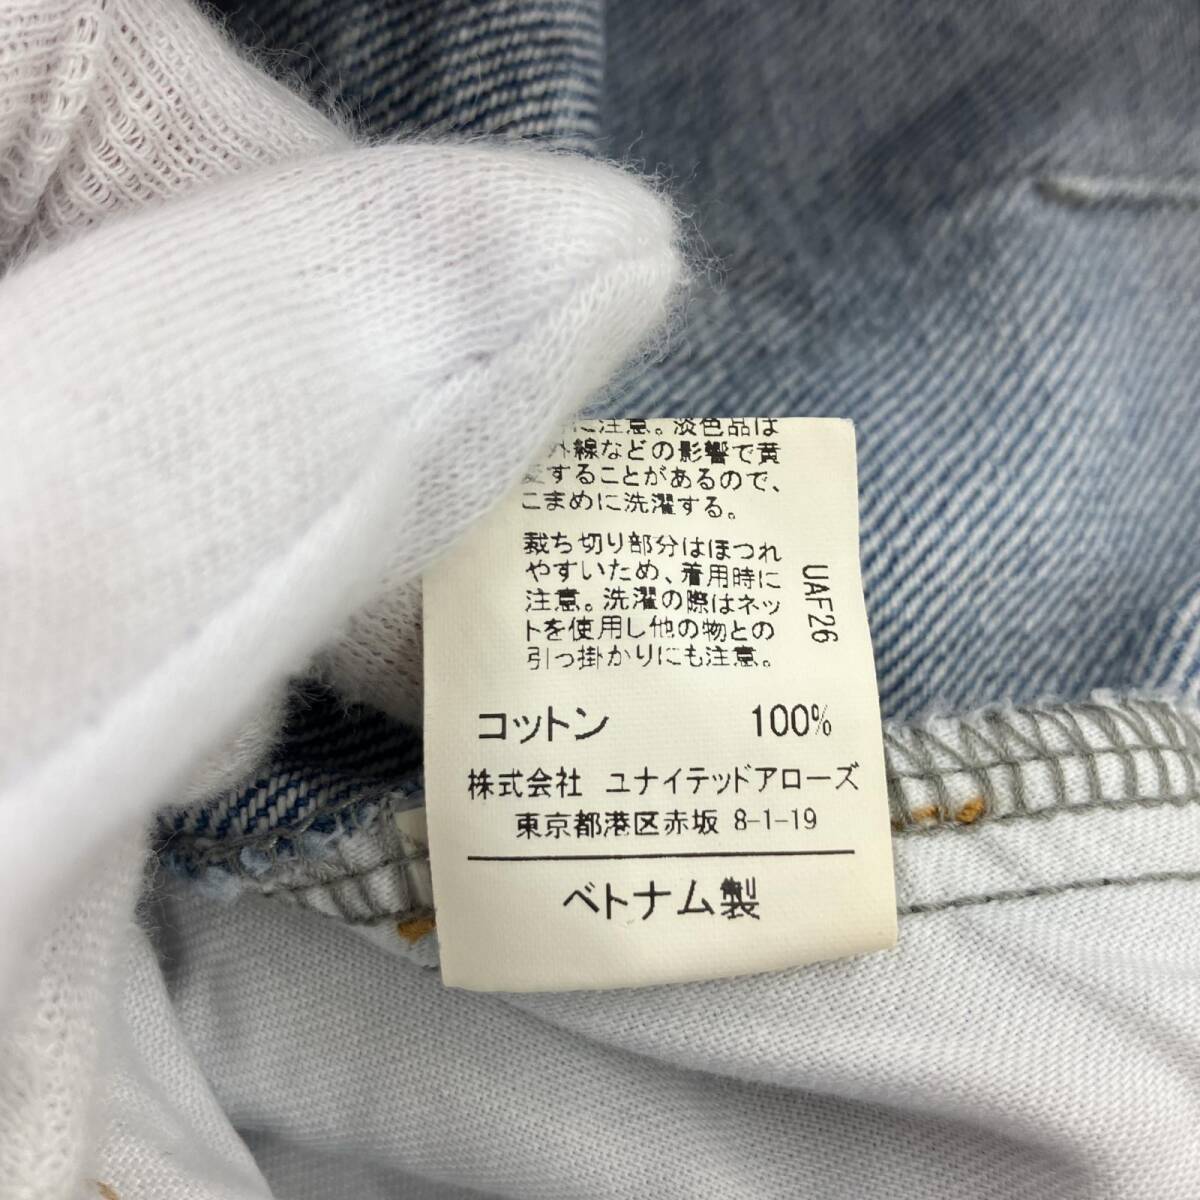 に注意。淡色品は
外線などの影響で黄
変することがあるので、
こまめに洗濯する。
裁ち切り部分はほつれ
やすいため、着用時に
注意。洗濯の際はネッ
トを使用し他の物との
引っ掛かりにも注意。
UAF26
コットン 100%
株式会社 ユナイテッドアローズ
東京都港区赤坂 8-1-19
ベトナム製